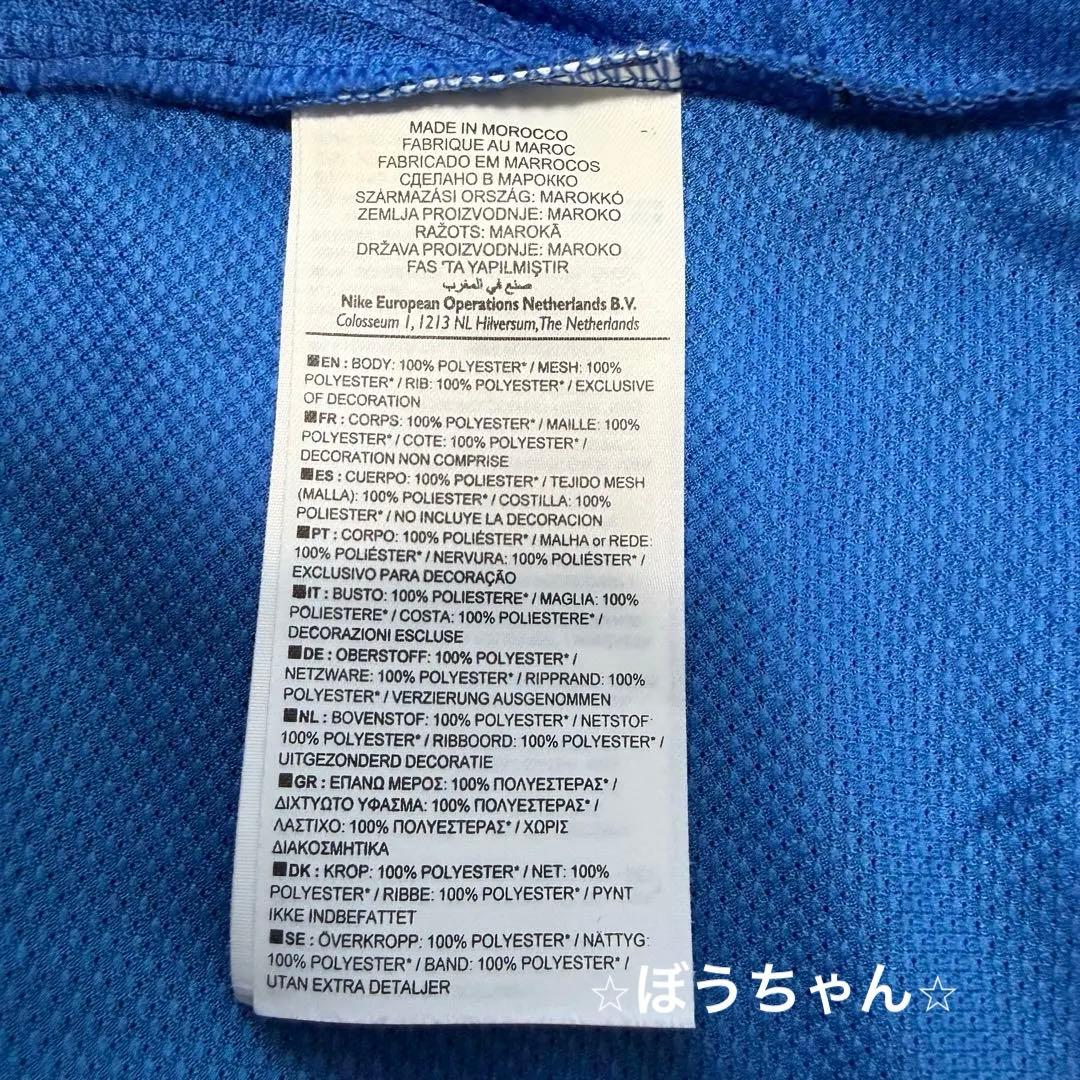 MADE IN MOROCCO
FABRIQUE AU MAROC
FABRICADO EM MARROCOS
СДЕЛАНО В МАРОККО
SZÁRMAZÁSI ORSZÁG: MAROKKÓ
ZEMLJA PROIZVODNJE: MAROKO
RAŽOTS: MAROKĀ
DRŽAVA PROIZVODNJE: MAROKO
FAS 'TA YAPILMIŞTIR
صنع في المغرب
Nike European Operations Netherlands B.V.
Colosseum 1, 1213 NL Hilversum, The Netherlands
EN : BODY: 100% POLYESTER* / MESH: 100%
POLYESTER* / RIB: 100% POLYESTER* / EXCLUSIVE
OF DECORATION
FR : CORPS: 100% POLYESTER* / MAILLE: 100%
POLYESTER* / COTE: 100% POLYESTER* /
DECORATION NON COMPRISE
ES : CUERPO: 100% POLIESTER* / TEJIDO MESH
(MALLA): 100% POLIESTER* / COSTILLA: 100%
POLIESTER* / NO INCLUYE LA DECORACION
PT : CORPO: 100% POLIÉSTER* / MALHA or REDE:
100% POLIÉSTER* / NERVURA: 100% POLIÉSTER* /
EXCLUSIVO PARA DECORAÇÃO
IT : BUSTO: 100% POLIESTERE* / MAGLIA: 100%
POLIESTERE* / COSTA: 100% POLIESTERE* /
DECORAZIONI ESCLUSE
DE : OBERSTOFF: 100% POLYESTER* /
NETZWARE: 100% POLYESTER* / RIPPRAND: 100%
POLYESTER* / VERZIERUNG AUSGENOMMEN
NL : BOVENSTOF: 100% POLYESTER* / NETSTOF:
100% POLYESTER* / RIBBOORD: 100% POLYESTER* /
UITGEZONDERD DECORATIE
GR : ΕΠΑΝΩ ΜΕΡΟΣ: 100% ΠΟΛΥΕΣΤΕΡΑΣ* /
ΔΙΧΤΥΩΤΟ ΥΦΑΣΜΑ: 100% ΠΟΛΥΕΣΤΕΡΑΣ* /
ΛΑΣΤΙΧΟ: 100% ΠΟΛΥΕΣΤΕΡΑΣ* / ΧΩΡΙΣ
ΔΙΑΚΟΣΜΗΤΙΚΑ
DK : KROP: 100% POLYESTER* / NET: 100%
POLYESTER* / RIBBE: 100% POLYESTER* / PYNT
IKKE INDBEFATTET
SE : ÖVERKROPP: 100% POLYESTER* / NÄTTYG:
100% POLYESTER* / BAND: 100% POLYESTER* /
UTAN EXTRA DETALJER
☆ぼうちゃん☆